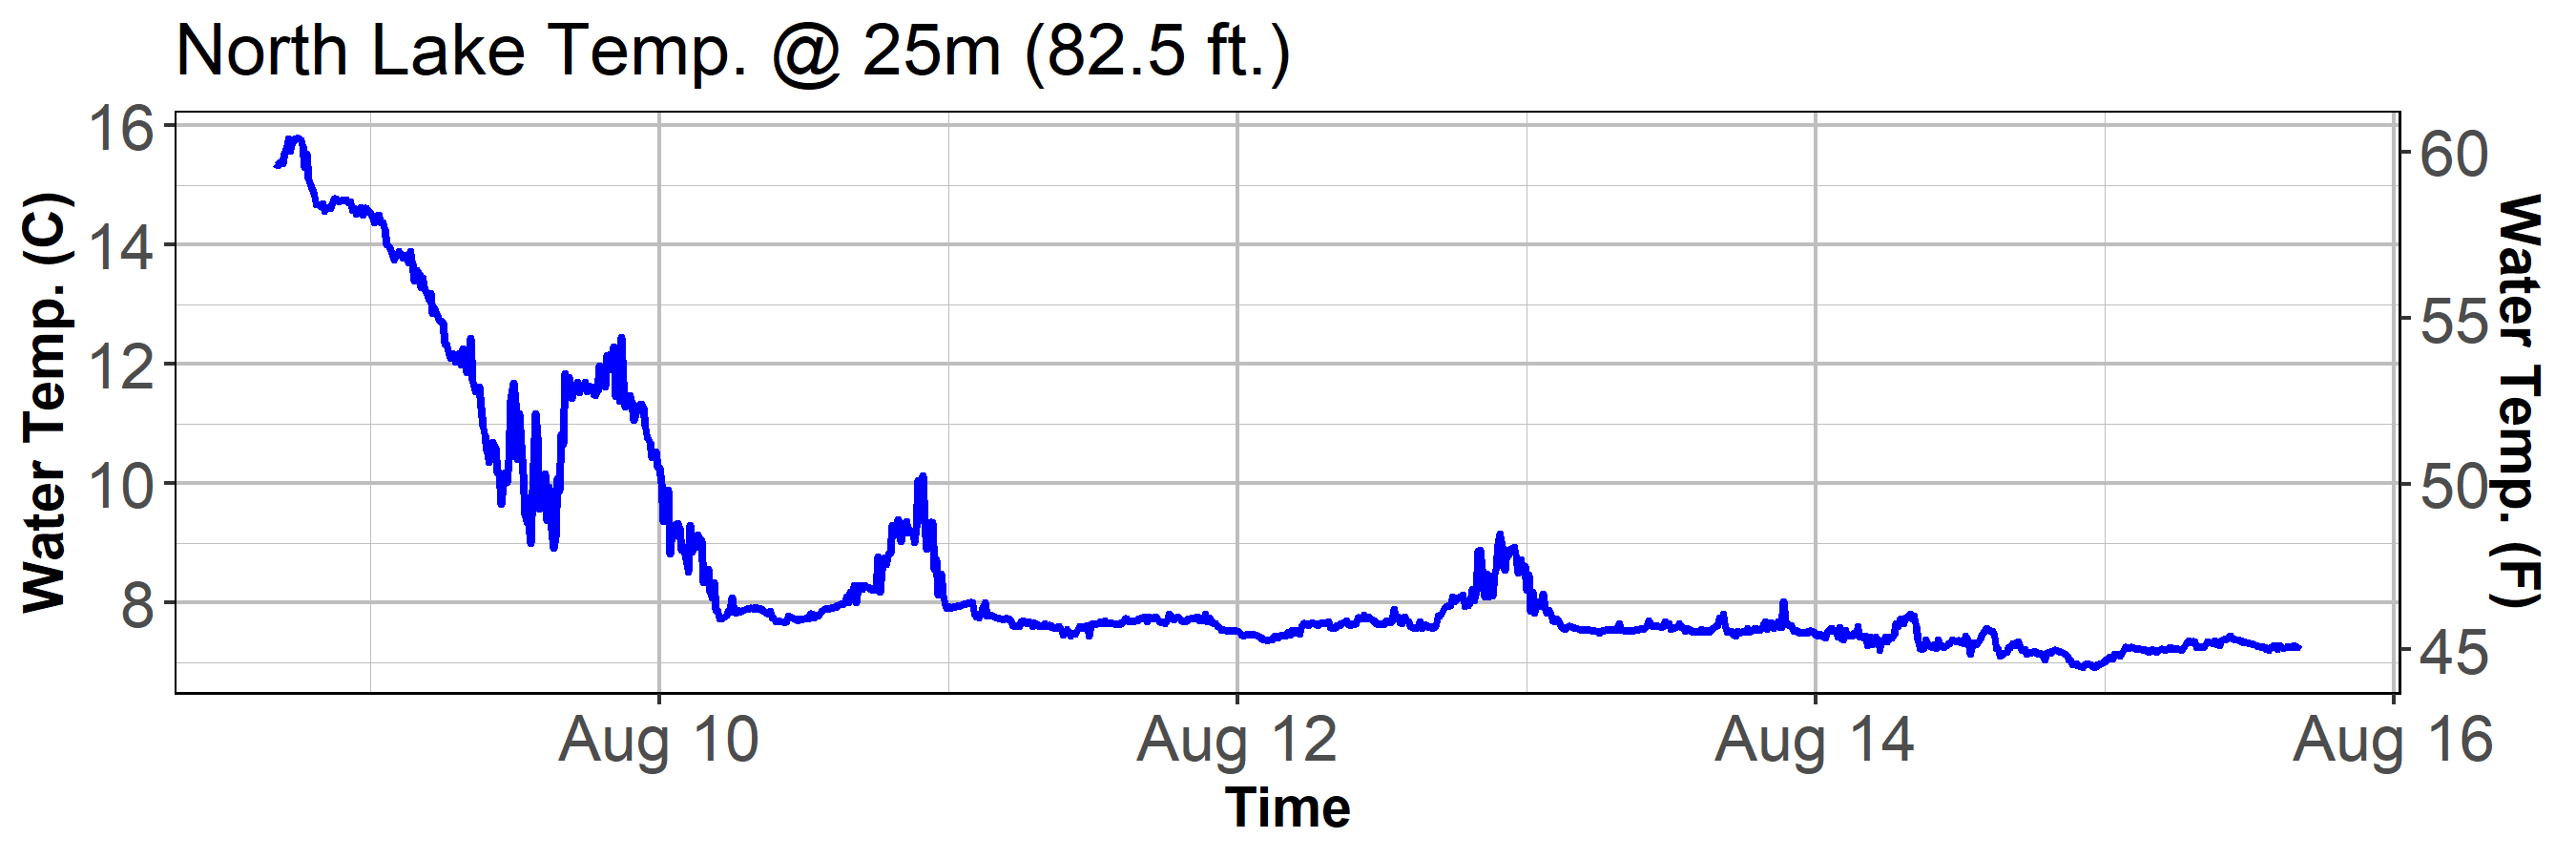 North Lake Temp. @ 25m (82.5 ft.)
Water Temp. (C)
16
14
12
10
8
60
55
50
45
Water Temp. (F)
Aug 10 Aug 12 Aug 14 Aug 16
Time